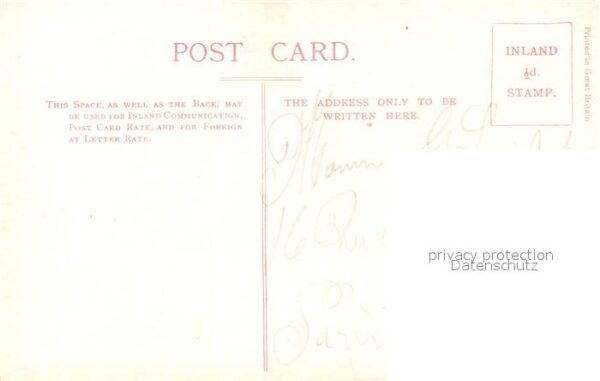 POST CARD.
INLAND
½d.
STAMP.
Printed in Great Britain
THIS SPACE, AS WELL AS THE BACK, MAY
BE USED FOR INLAND COMMUNICATION,
POST CARD RATE, AND FOR FOREIGN
AT LETTER RATE.
THE ADDRESS ONLY TO BE
WRITTEN HERE.
16 Rue
privacy protection
Datenschutz